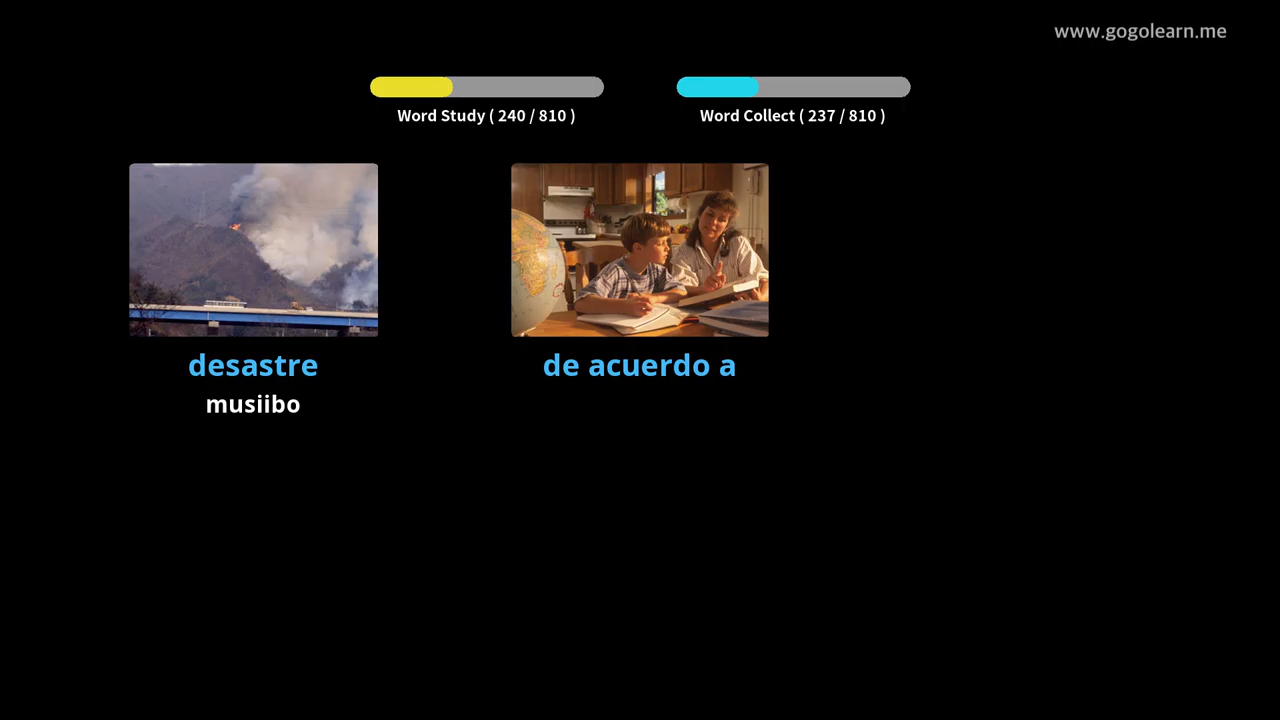 www.gogolearn.me
Word Study ( 240 / 810 )
Word Collect ( 237 / 810 )
desastre
musiibo
de acuerdo a